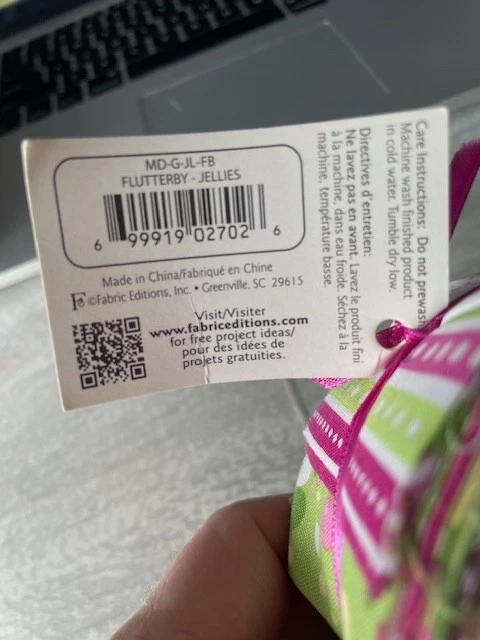 MD-G-JL-FB
FLUTTERBY - JELLIES
6 99919 02702 6
Made in China/Fabriqué en Chine
©Fabric Editions, Inc. • Greenville, SC 29615
Visit/Visiter
www.fabriceditions.com
for free project ideas/
pour des idées de
projets gratuities.
Care Instructions: Do not prewash
Machine wash finished product
in cold water. Tumble dry low.
Directives d'entretien:
Ne lavez pas en avant. Lavez le produit fini
à la machine, dans eau froide. Séchez à la
machine, température basse.